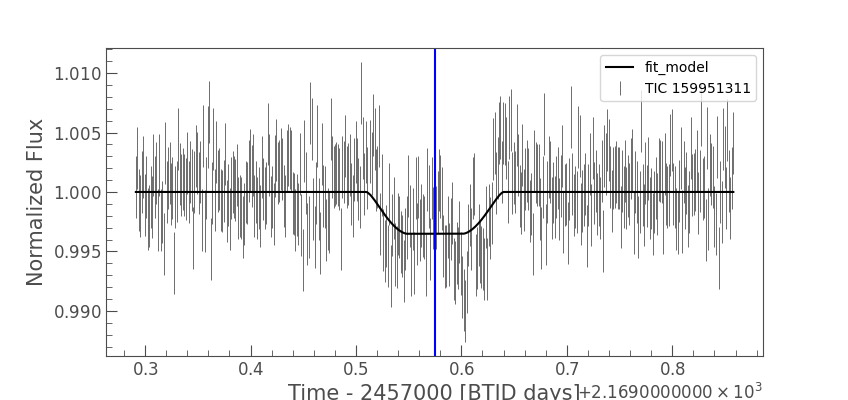 fit_model
TIC 159951311
1.010
1.005
1.000
0.995
0.990
Normalized Flux
0.3 0.4 0.5 0.6 0.7 0.8
Time - 2457000 [BTJD days]
+2.1690000000 × 10³